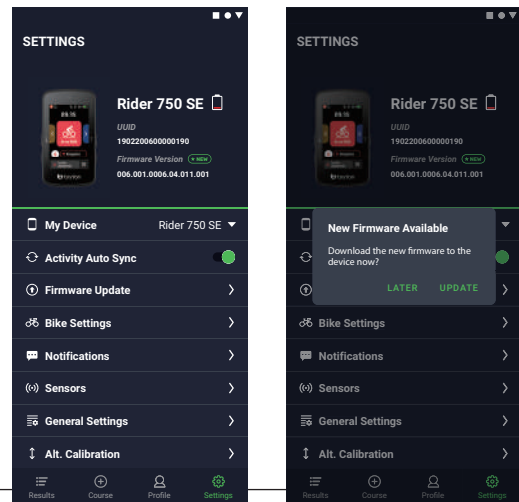 SETTINGS
Rider 750 SE
UUID
1902200600000190
Firmware Version NEW
006.001.0006.04.011.001
My Device Rider 750 SE
Activity Auto Sync
Firmware Update
Bike Settings
Notifications
Sensors
General Settings
Alt. Calibration
Results Course Profile Settings
SETTINGS
Rider 750 SE
UUID
1902200600000190
Firmware Version NEW
006.001.0006.04.011.001
New Firmware Available
Download the new firmware to the
device now?
LATER UPDATE
Bike Settings
Notifications
Sensors
General Settings
Alt. Calibration
Results Course Profile Settings